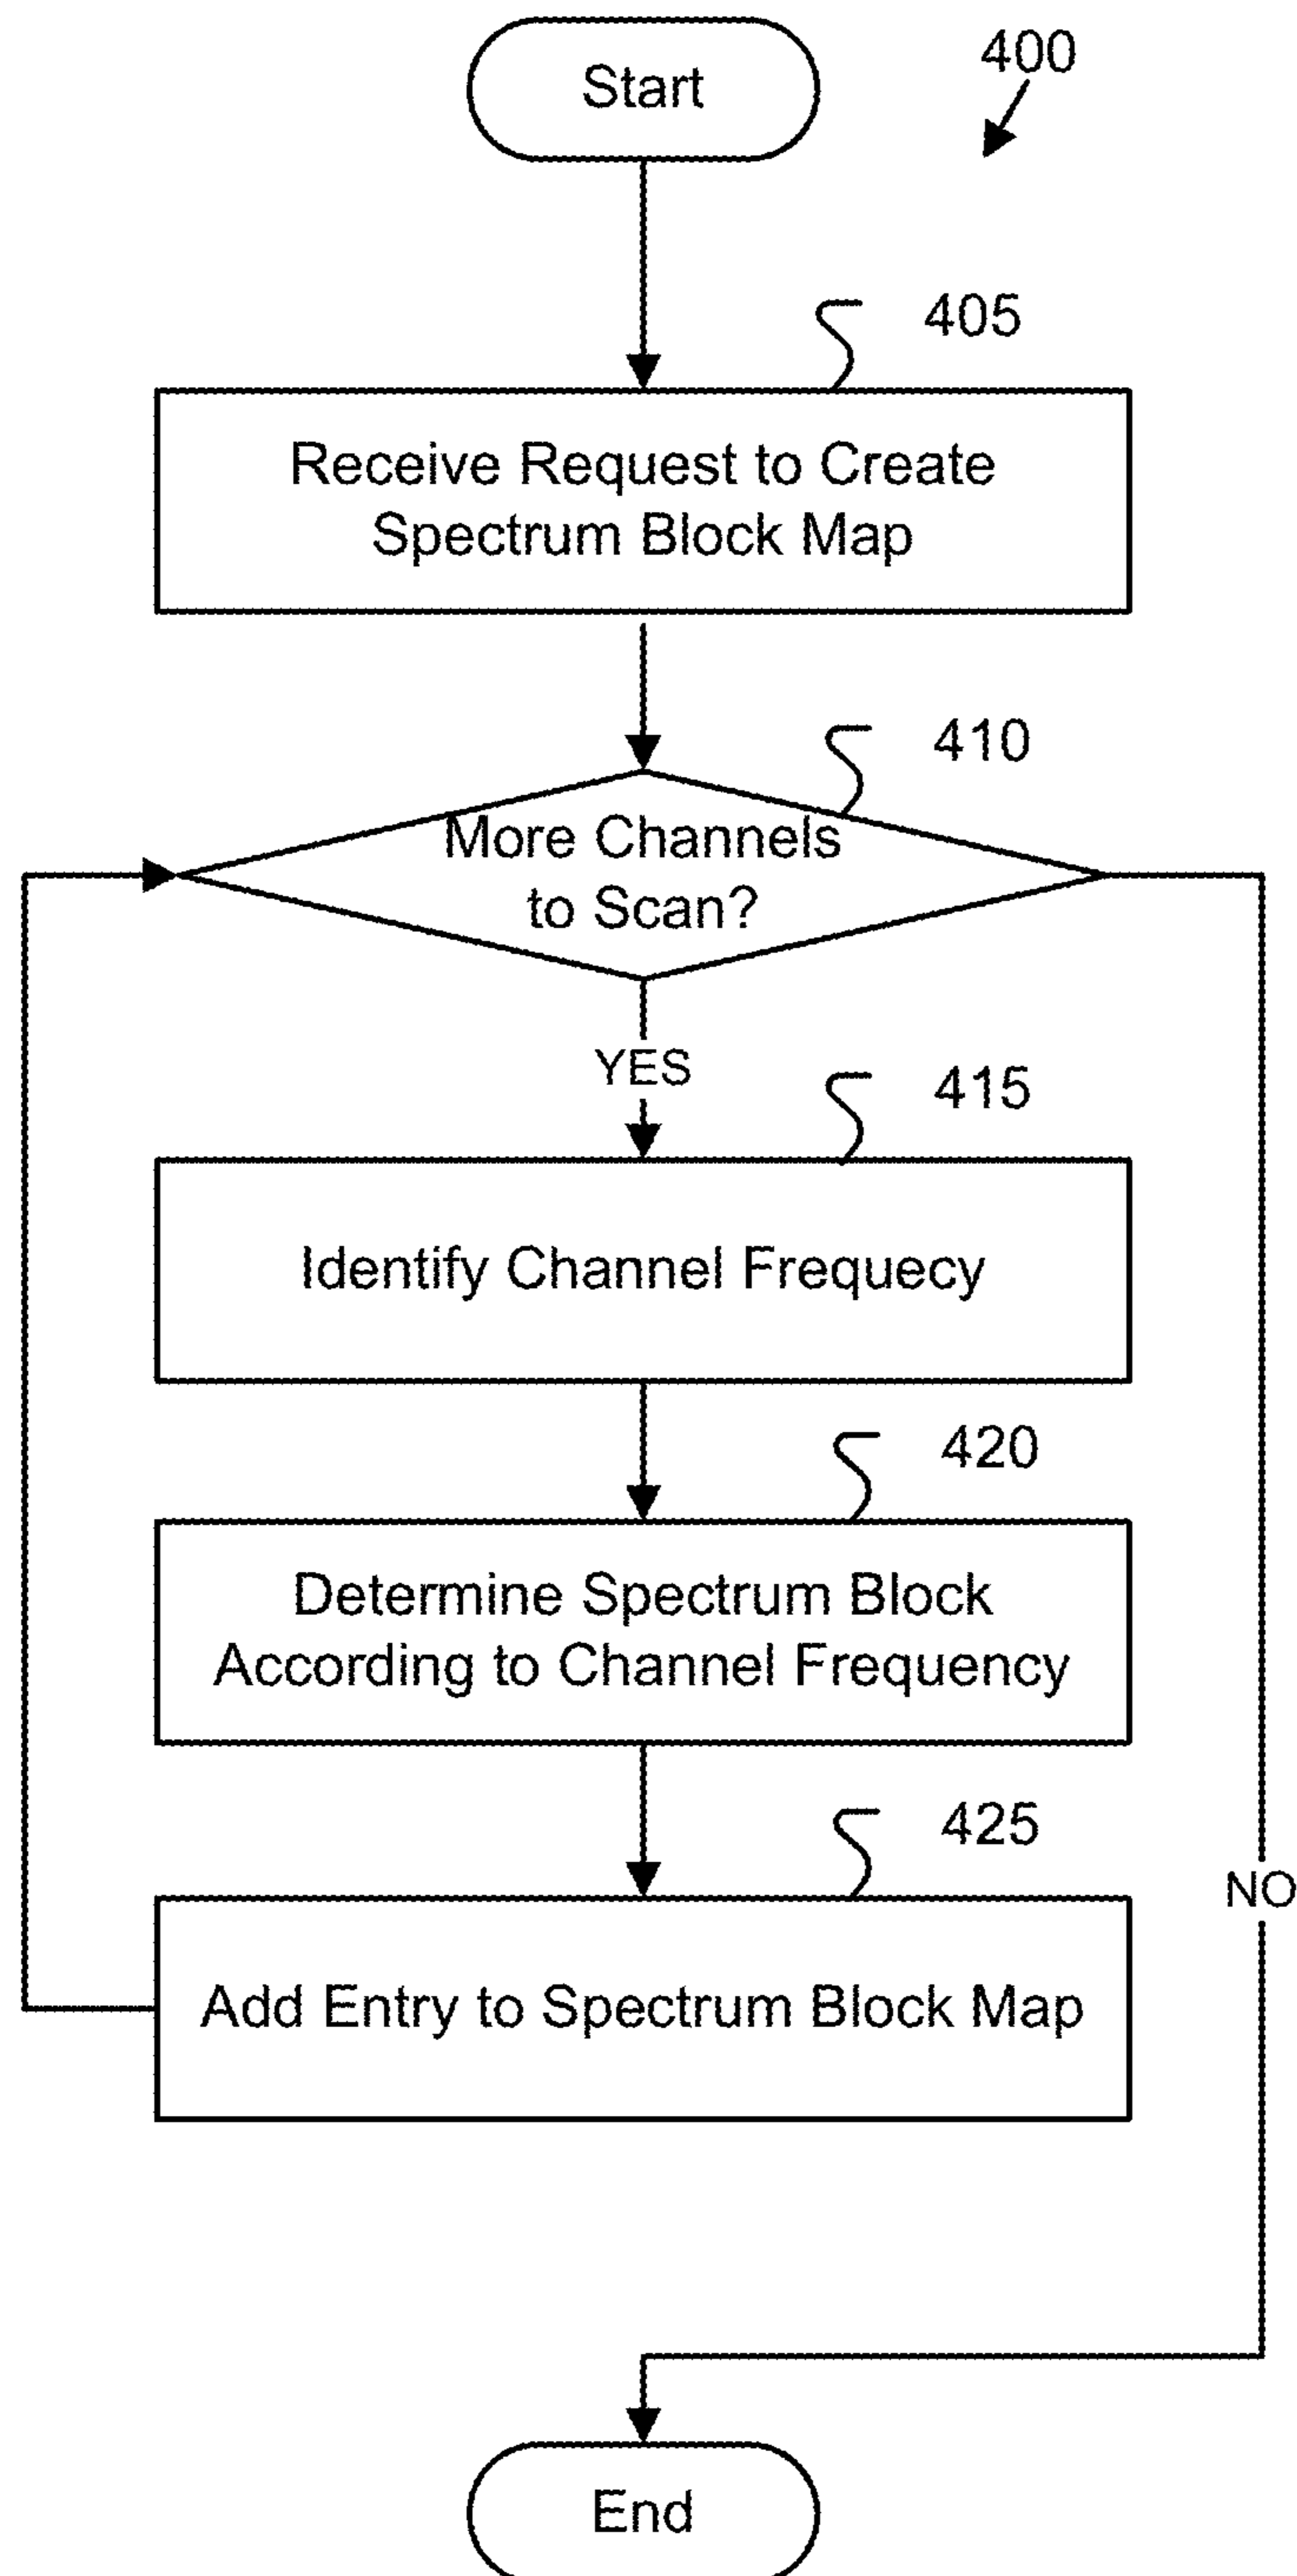 Start
400
405
Receive Request to Create
Spectrum Block Map
410
More Channels
to Scan?
YES
415
Identify Channel Frequecy
420
Determine Spectrum Block
According to Channel Frequency
425
Add Entry to Spectrum Block Map
NO
End